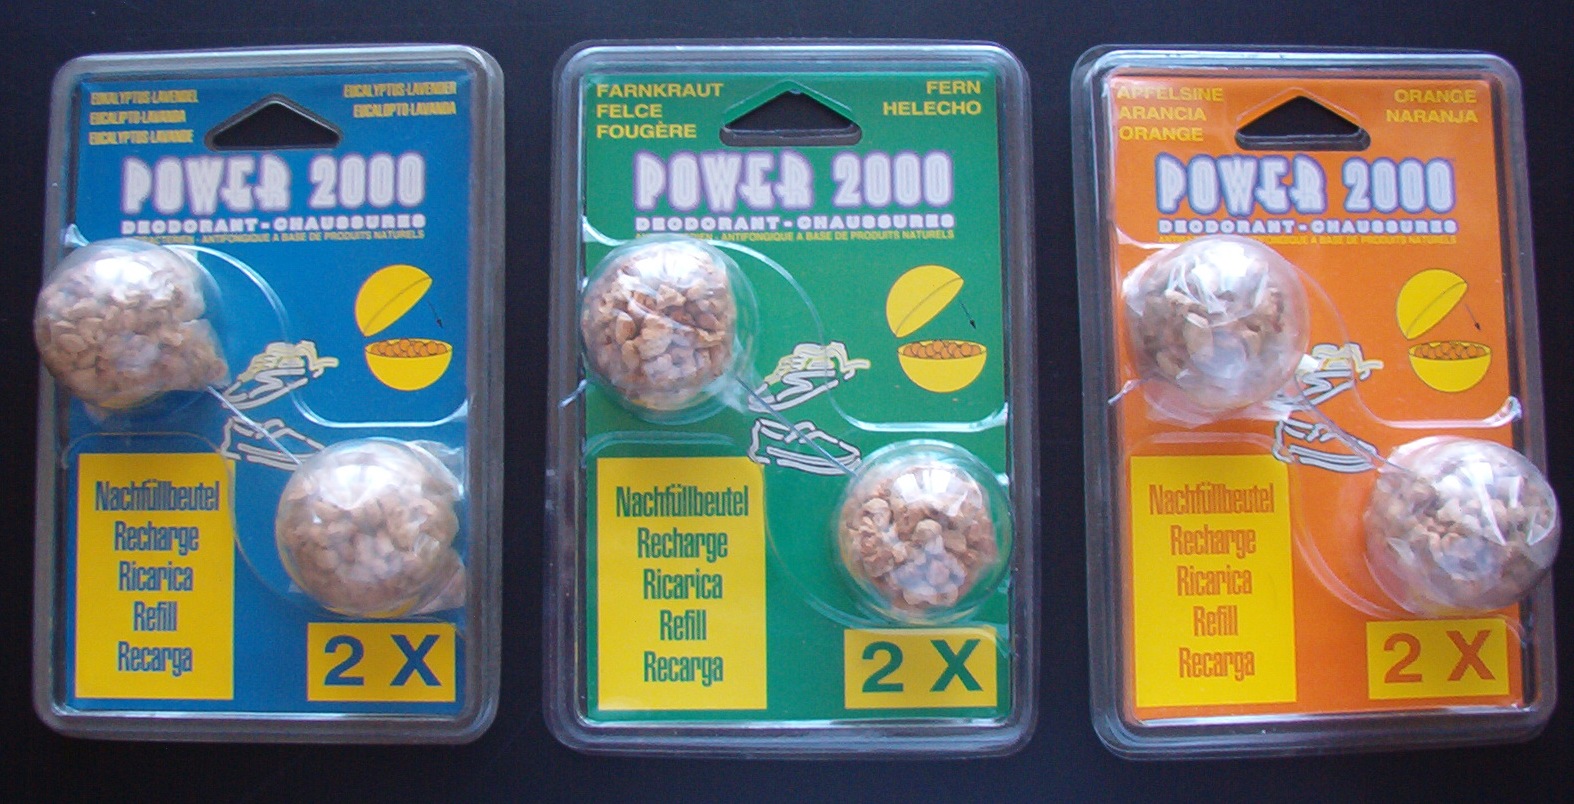 EUKALYPTUS-LAVENDEL
EUCALIPTO-LAVANDA
EUCALYPTUS-LAVANDE
EUCALYPTUS-LAVENDER
EUCALOPTO-LAVANDA
POWER 2000
DEODORANT-CHAUSSURES
ANTIFONGIQUE A BASE DE PRODUITS NATURELS
Nachfüllbeutel
Recharge
Ricarica
Refill
Recarga
2 X
FARNKRAUT
FELCE
FOUGÈRE
FERN
HELECHO
POWER 2000
DEODORANT-CHAUSSURES
ANTIFONGIQUE A BASE DE PRODUITS NATURELS
Nachfüllbeutel
Recharge
Ricarica
Refill
Recarga
2 X
APFELSINE
ARANCIA
ORANGE
ORANGE
NARANJA
POWER 2000
DEODORANT-CHAUSSURES
A BASE DE PRODUITS NATURELS
Nachfüllbeutel
Recharge
Ricarica
Refill
Recarga
2 X